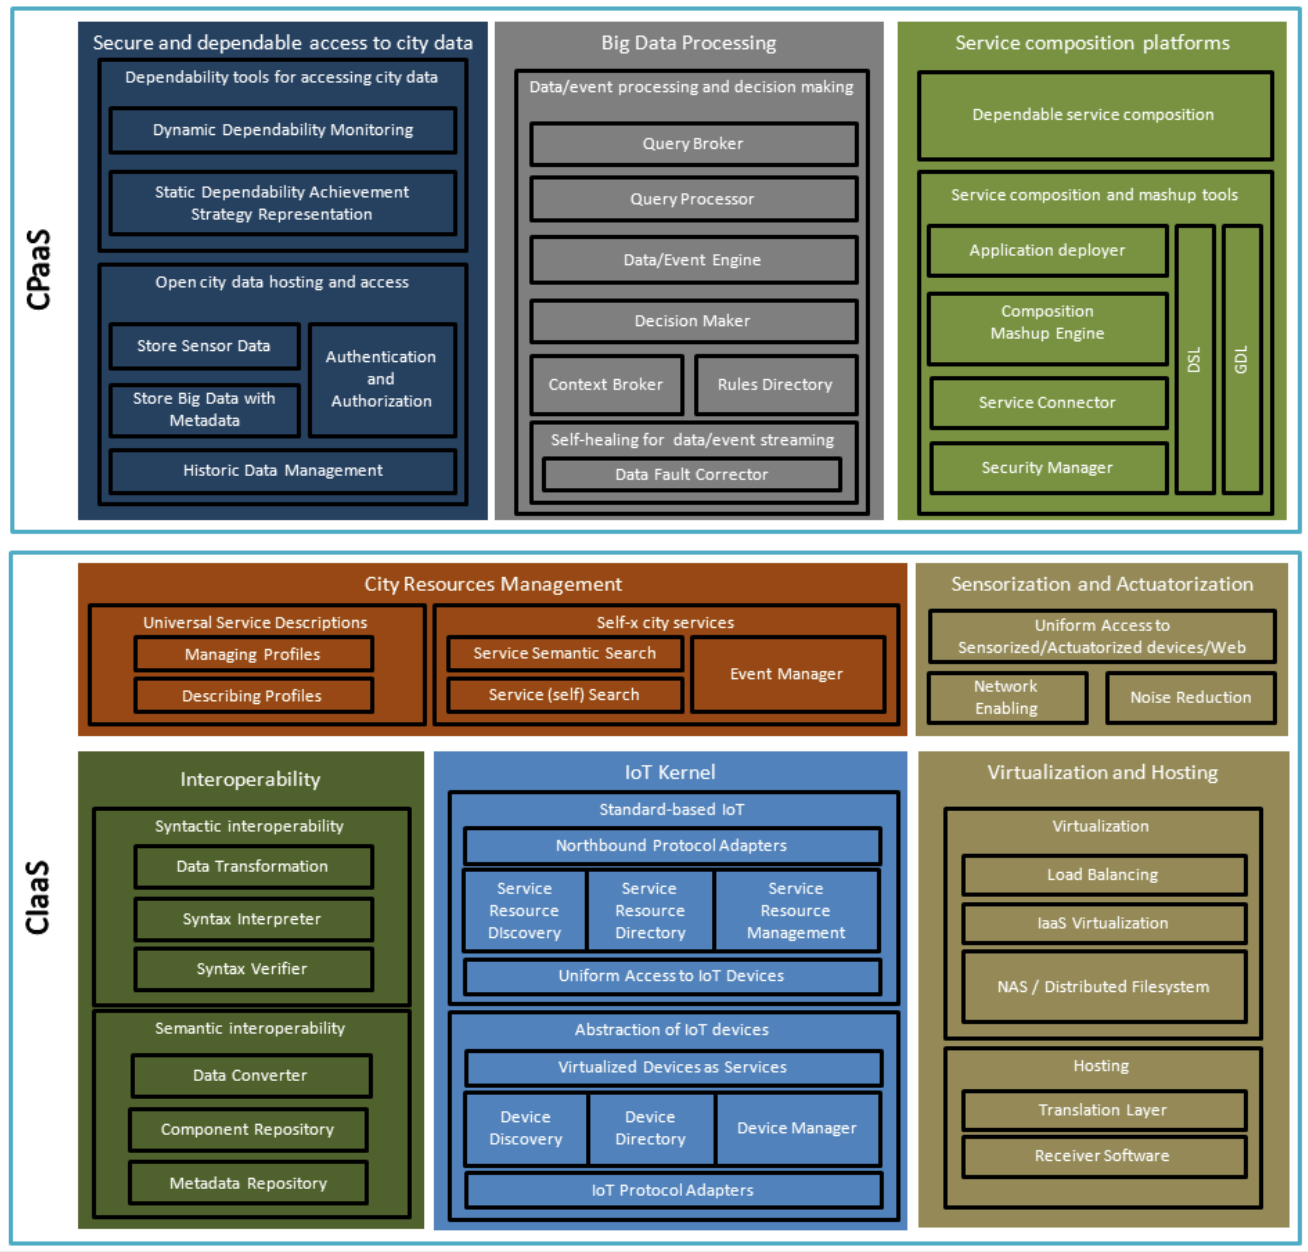 CPaaS
Secure and dependable access to city data
Dependability tools for accessing city data
Dynamic Dependability Monitoring
Static Dependability Achievement
Strategy Representation
Open city data hosting and access
Store Sensor Data
Store Big Data with
Metadata
Authentication
and
Authorization
Historic Data Management
Big Data Processing
Data/event processing and decision making
Query Broker
Query Processor
Data/Event Engine
Decision Maker
Context Broker
Rules Directory
Self-healing for data/event streaming
Data Fault Corrector
Service composition platforms
Dependable service composition
Service composition and mashup tools
Application deployer
Composition
Mashup Engine
Service Connector
Security Manager
DSL
GDL
CIaaS
City Resources Management
Universal Service Descriptions
Managing Profiles
Describing Profiles
Self-x city services
Service Semantic Search
Service (self) Search
Event Manager
Sensorization and Actuatorization
Uniform Access to
Sensorized/Actuatorized devices/Web
Network
Enabling
Noise Reduction
Interoperability
Syntactic interoperability
Data Transformation
Syntax Interpreter
Syntax Verifier
Semantic interoperability
Data Converter
Component Repository
Metadata Repository
IoT Kernel
Standard-based IoT
Northbound Protocol Adapters
Service
Resource
DIscovery
Service
Resource
Directory
Service
Resource
Management
Uniform Access to IoT Devices
Abstraction of IoT devices
Virtualized Devices as Services
Device
Discovery
Device
Directory
Device Manager
IoT Protocol Adapters
Virtualization and Hosting
Virtualization
Load Balancing
IaaS Virtualization
NAS / Distributed Filesystem
Hosting
Translation Layer
Receiver Software